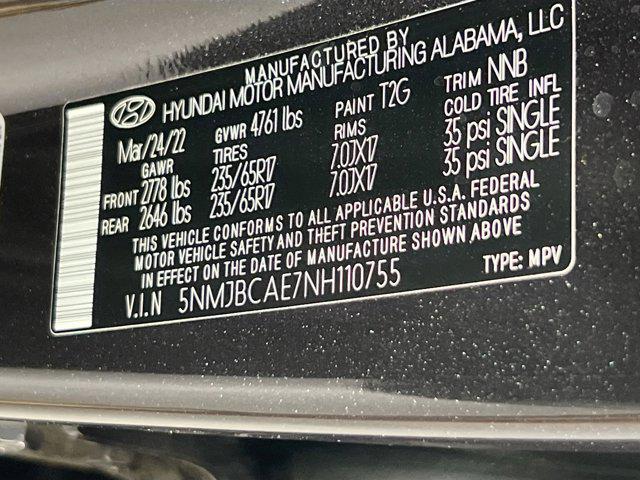 MANUFACTURED BY
HYUNDAI MOTOR MANUFACTURING ALABAMA, LLC
Mar/24/22 GVWR 4761 lbs PAINT T2G TRIM NNB
GAWR TIRES RIMS COLD TIRE INFL
FRONT 2778 lbs 235/65R17 7.0JX17 35 psi SINGLE
REAR 2646 lbs 235/65R17 7.0JX17 35 psi SINGLE
THIS VEHICLE CONFORMS TO ALL APPLICABLE U.S.A. FEDERAL
MOTOR VEHICLE SAFETY AND THEFT PREVENTION STANDARDS
IN EFFECT ON THE DATE OF MANUFACTURE SHOWN ABOVE
V.I.N 5NMJBCAE7NH110755 TYPE: MPV